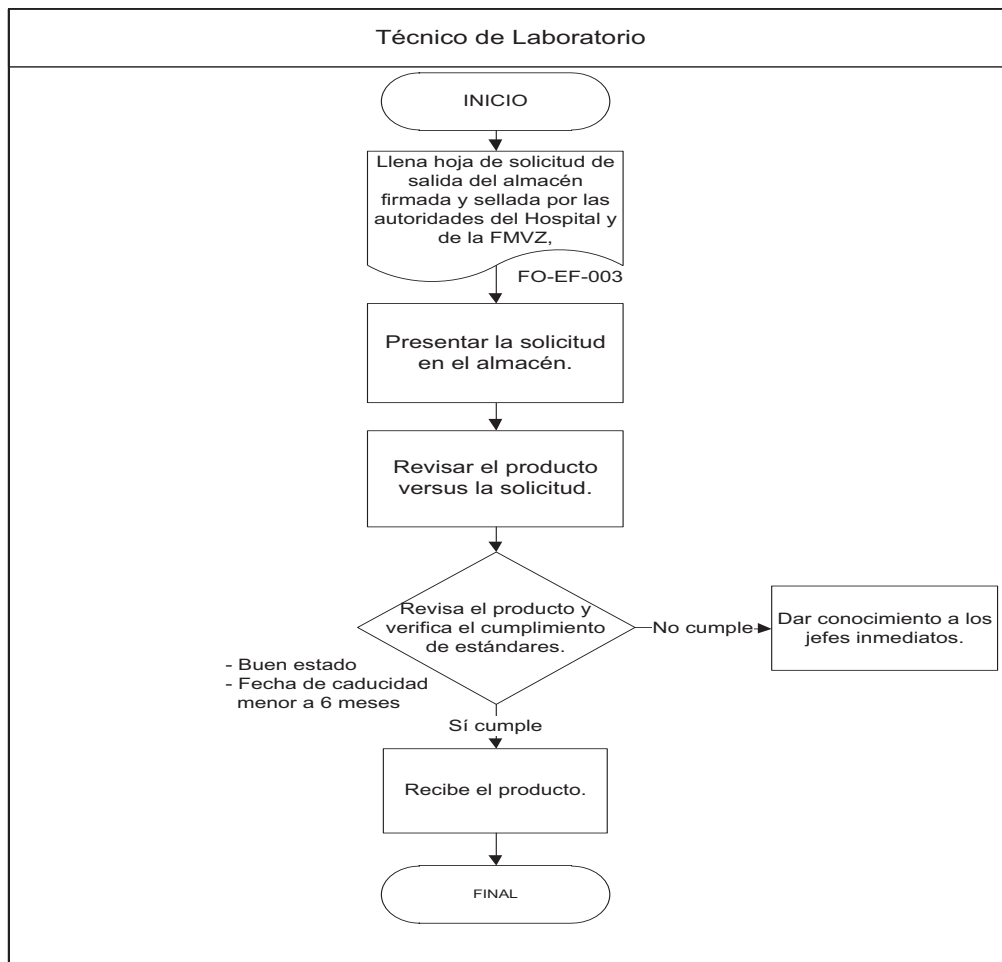 Técnico de Laboratorio
INICIO
Llena hoja de solicitud de
salida del almacén
firmada y sellada por las
autoridades del Hospital y
de la FMVZ,
FO-EF-003
Presentar la solicitud
en el almacén.
Revisar el producto
versus la solicitud.
Revisa el producto y
verifica el cumplimiento
de estándares.
No cumple
Dar conocimiento a los
jefes inmediatos.
- Buen estado
- Fecha de caducidad
menor a 6 meses
Sí cumple
Recibe el producto.
FINAL